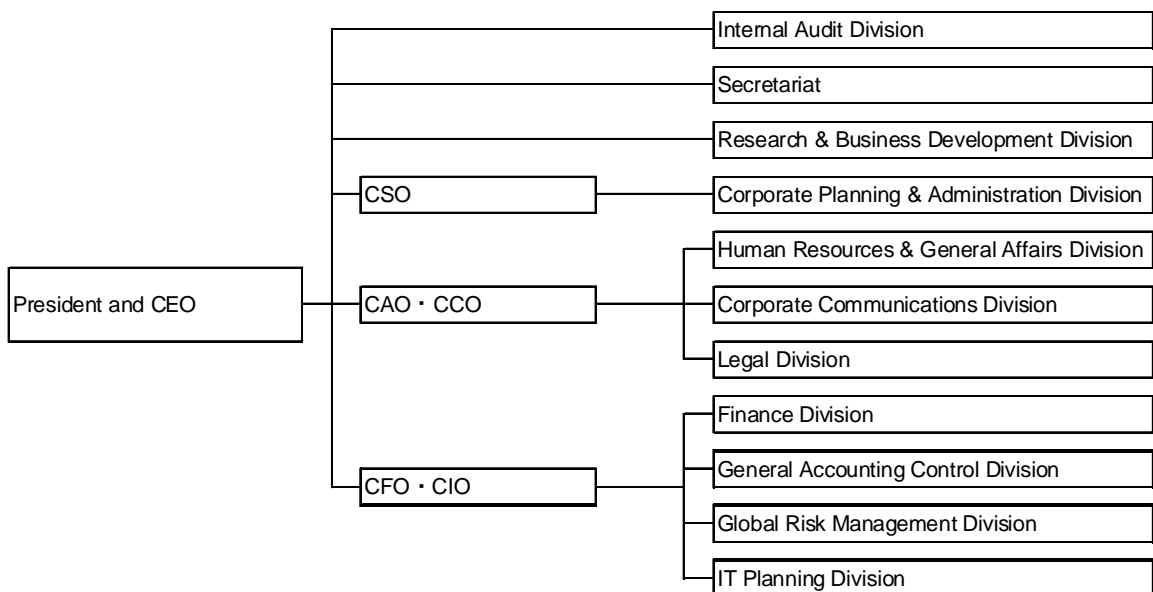 Internal Audit Division
Secretariat
Research & Business Development Division
CSO
Corporate Planning & Administration Division
Human Resources & General Affairs Division
President and CEO
CAO・CCO
Corporate Communications Division
Legal Division
Finance Division
General Accounting Control Division
CFO・CIO
Global Risk Management Division
IT Planning Division